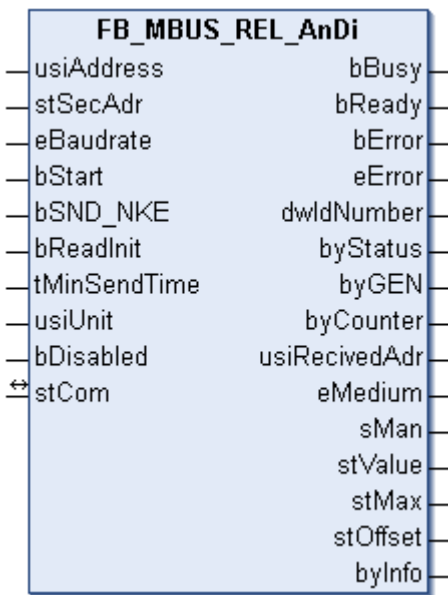 FB_MBUS_REL_AnDi
usiAddress bBusy
stSecAdr bReady
eBaudrate bError
bStart eError
bSND_NKE dwIdNumber
bReadInit byStatus
tMinSendTime byGEN
usiUnit byCounter
bDisabled usiRecivedAdr
stCom eMedium
sMan
stValue
stMax
stOffset
byInfo